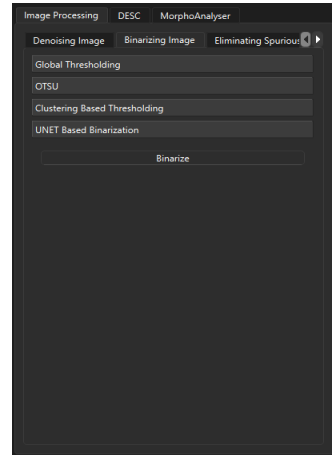 Image Processing DESC MorphoAnalyser
Denoising Image Binarizing Image Eliminating Spurious
Global Thresholding
OTSU
Clustering Based Thresholding
UNET Based Binarization
Binarize